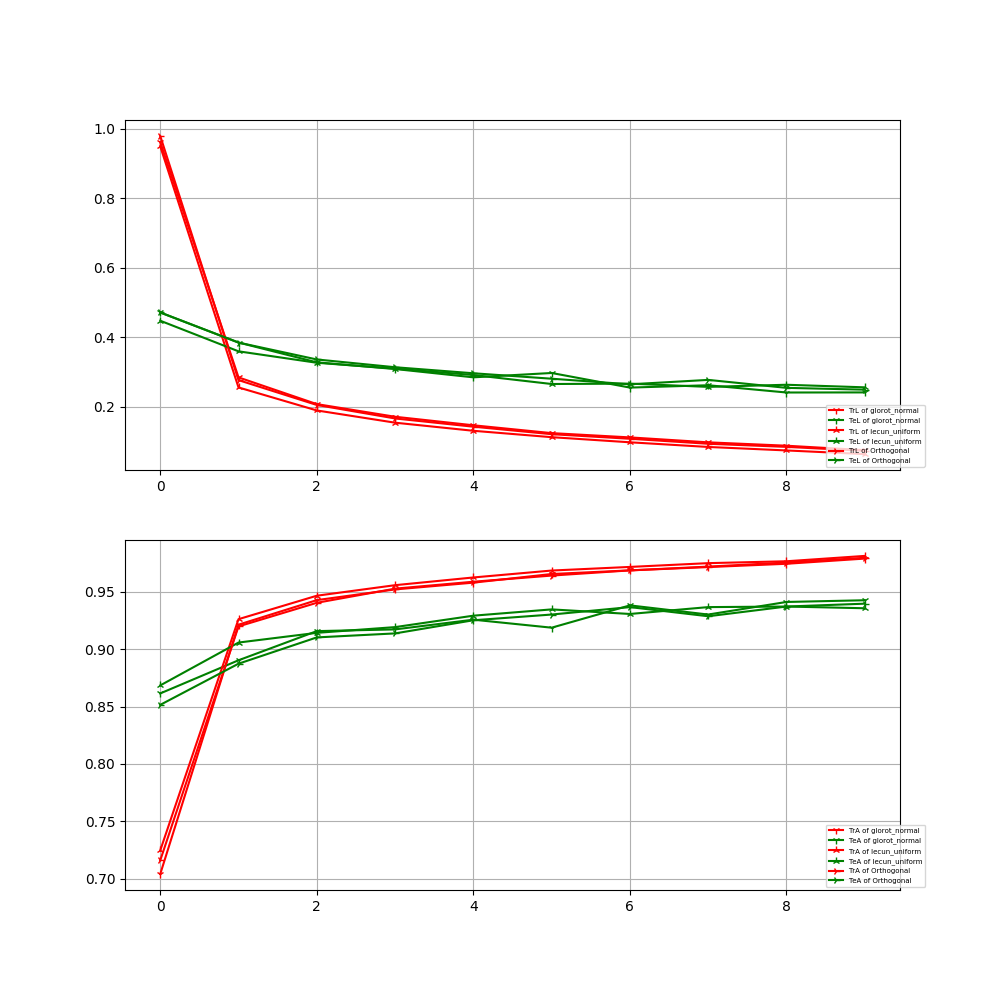 1.0
0.8
0.6
0.4
0.2
0 2 4 6 8
TrL of glorot_normal
TeL of glorot_normal
TrL of lecun_uniform
TeL of lecun_uniform
TrL of Orthogonal
TeL of Orthogonal
0.95
0.90
0.85
0.80
0.75
0.70
0 2 4 6 8
TrA of glorot_normal
TeA of glorot_normal
TrA of lecun_uniform
TeA of lecun_uniform
TrA of Orthogonal
TeA of Orthogonal